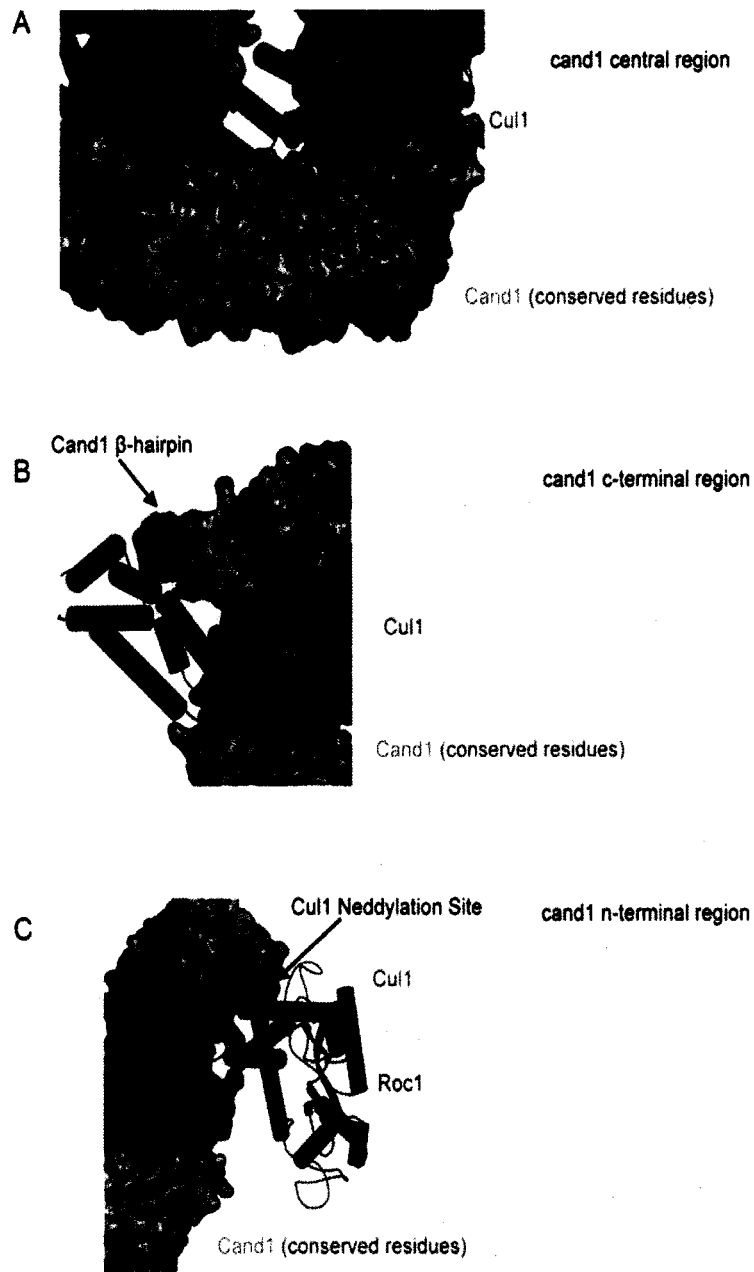 A
cand1 central region
Cul1
Cand1 (conserved residues)
Cand1 β-hairpin
B
cand1 c-terminal region
Cul1
Cand1 (conserved residues)
Cul1 Neddylation Site
cand1 n-terminal region
C
Cul1
Roc1
Cand1 (conserved residues)